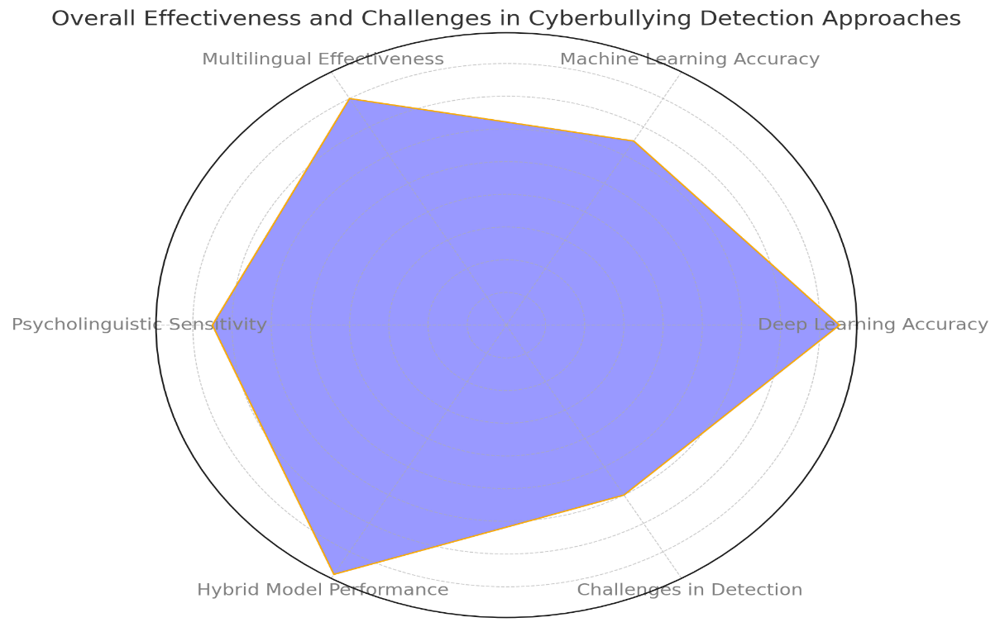 Overall Effectiveness and Challenges in Cyberbullying Detection Approaches
Multilingual Effectiveness
Machine Learning Accuracy
Psycholinguistic Sensitivity
Deep Learning Accuracy
Hybrid Model Performance
Challenges in Detection